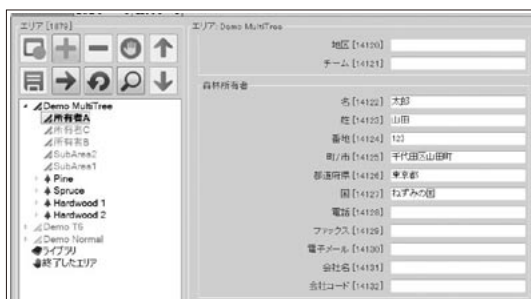 エリア [1879]
Demo MultiTree
所有者A
所有者C
所有者B
SubArea2
SubArea1
Pine
Spruce
Hardwood 1
Hardwood 2
Demo T6
Demo Normal
ライブラリ
終了したエリア
エリア: Demo MultiTree
地区 [14120]
チーム [14121]
森林所有者
名 [14122] 太郎
姓 [14123] 山田
番地 [14124] 123
町/市 [14125] 千代田区山田町
都道府県 [14126] 東京都
国 [14127] ねずみの国
電話 [14128]
ファックス [14129]
電子メール [14130]
会社名 [14131]
会社コード [14132]